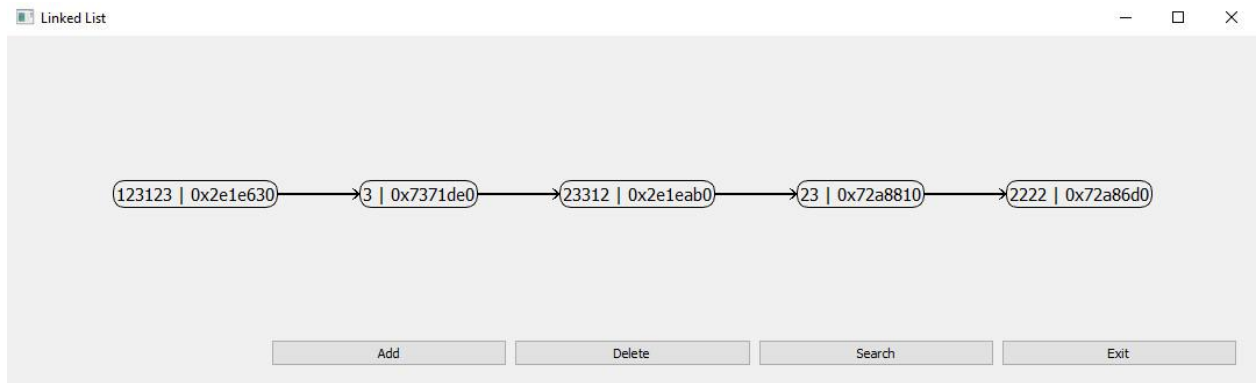 Linked List
123123 | 0x2e1e630 3 | 0x7371de0 23312 | 0x2e1eab0 23 | 0x72a8810 2222 | 0x72a86d0
Add Delete Search Exit